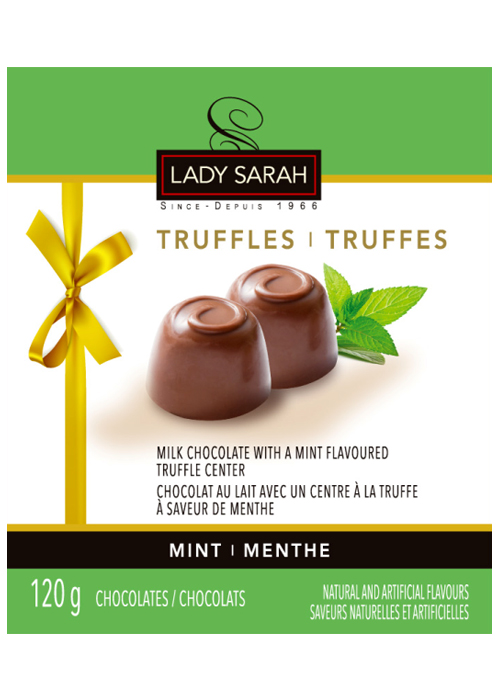 LADY SARAH
SINCE-DEPUIS 1966
TRUFFLES | TRUFFES
MILK CHOCOLATE WITH A MINT FLAVOURED
TRUFFLE CENTER
CHOCOLAT AU LAIT AVEC UN CENTRE À LA TRUFFE
À SAVEUR DE MENTHE
MINT | MENTHE
120 g CHOCOLATES / CHOCOLATS
NATURAL AND ARTIFICIAL FLAVOURS
SAVEURS NATURELLES ET ARTIFICIELLES